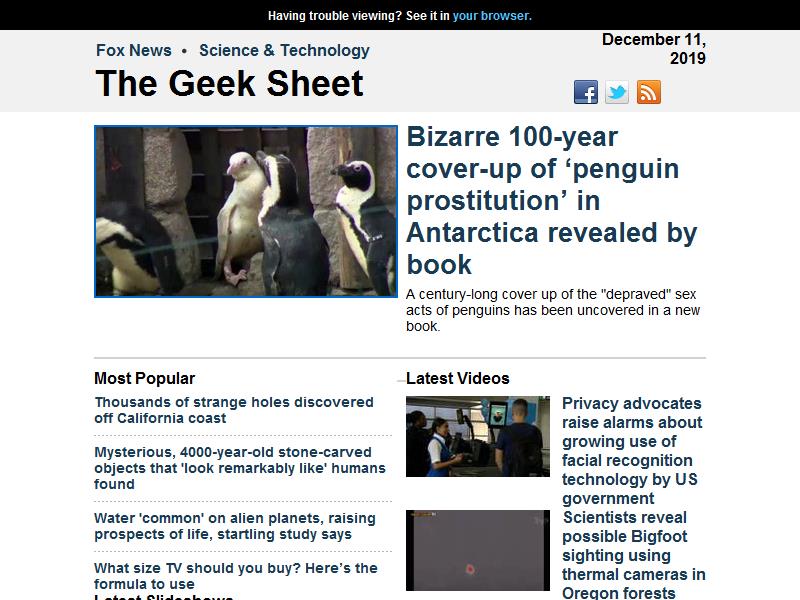 Having trouble viewing? See it in your browser.
Fox News • Science & Technology
The Geek Sheet
December 11,
2019
Bizarre 100-year
cover-up of ‘penguin
prostitution’ in
Antarctica revealed by
book
A century-long cover up of the "depraved" sex
acts of penguins has been uncovered in a new
book.
Most Popular
Thousands of strange holes discovered
off California coast
Mysterious, 4000-year-old stone-carved
objects that 'look remarkably like' humans
found
Water 'common' on alien planets, raising
prospects of life, startling study says
What size TV should you buy? Here’s the
formula to use
Latest Slideshows
Latest Videos
Privacy advocates
raise alarms about
growing use of
facial recognition
technology by US
government
Scientists reveal
possible Bigfoot
sighting using
thermal cameras in
Oregon forests